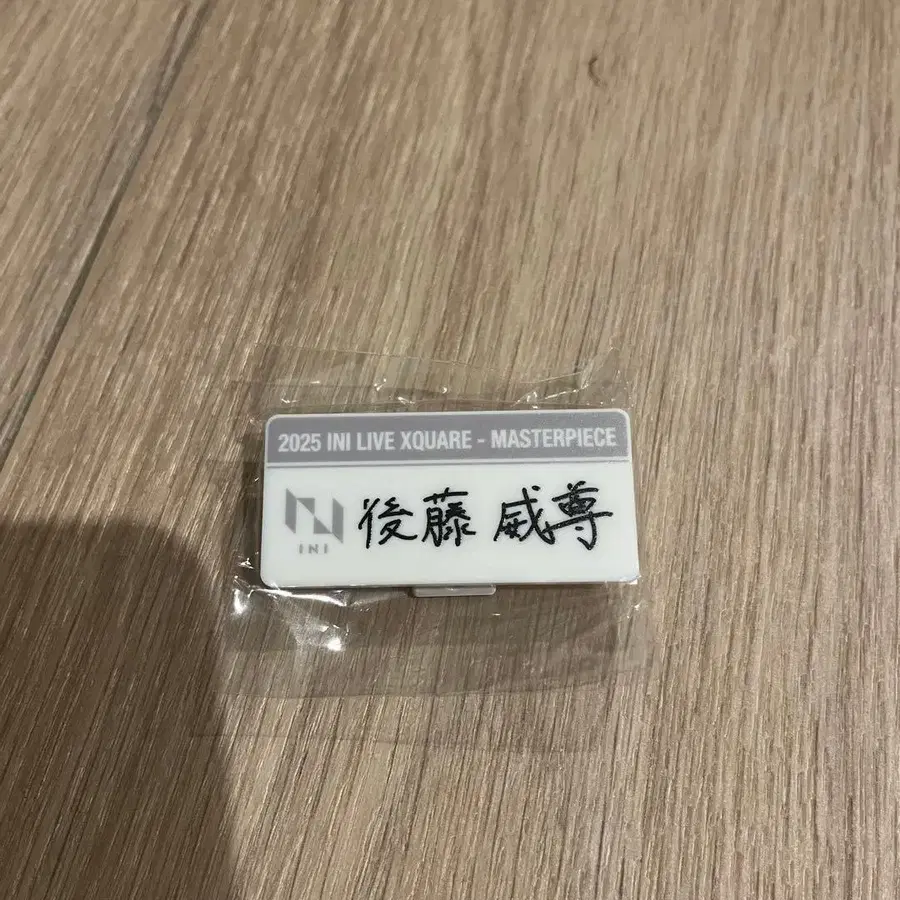 2025 INI LIVE XQUARE - MASTERPIECE
後藤 威尊
INI